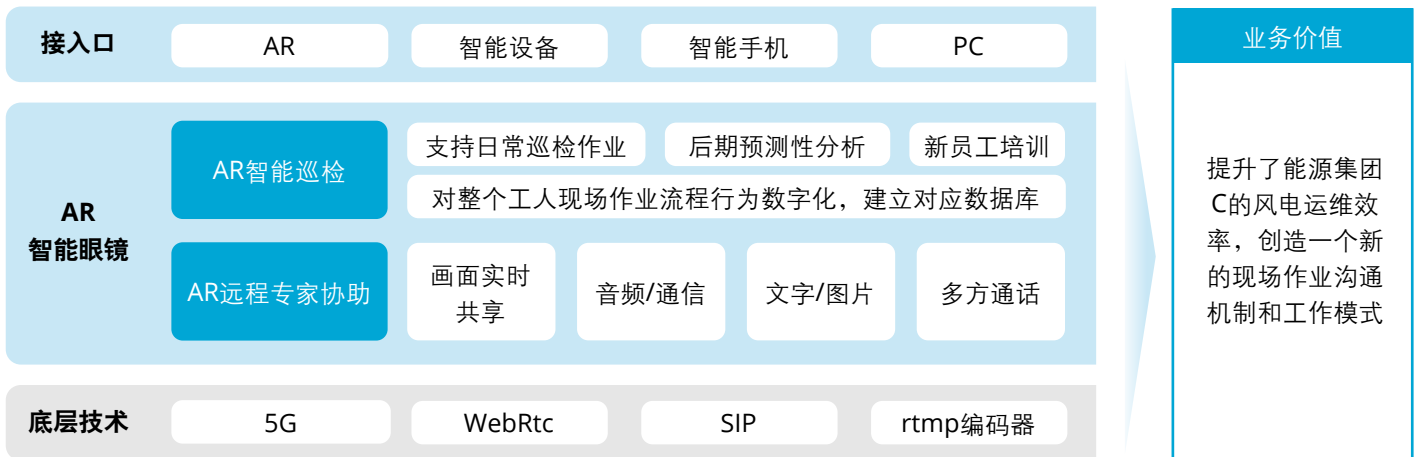 接入口
AR
智能设备
智能手机
PC
AR
智能眼镜
AR智能巡检
支持日常巡检作业
后期预测性分析
新员工培训
对整个工人现场作业流程行为数字化，建立对应数据库
AR远程专家协助
画面实时
共享
音频/通信
文字/图片
多方通话
底层技术
5G
WebRtc
SIP
rtmp编码器
业务价值
提升了能源集团
C的风电运维效
率，创造一个新
的现场作业沟通
机制和工作模式